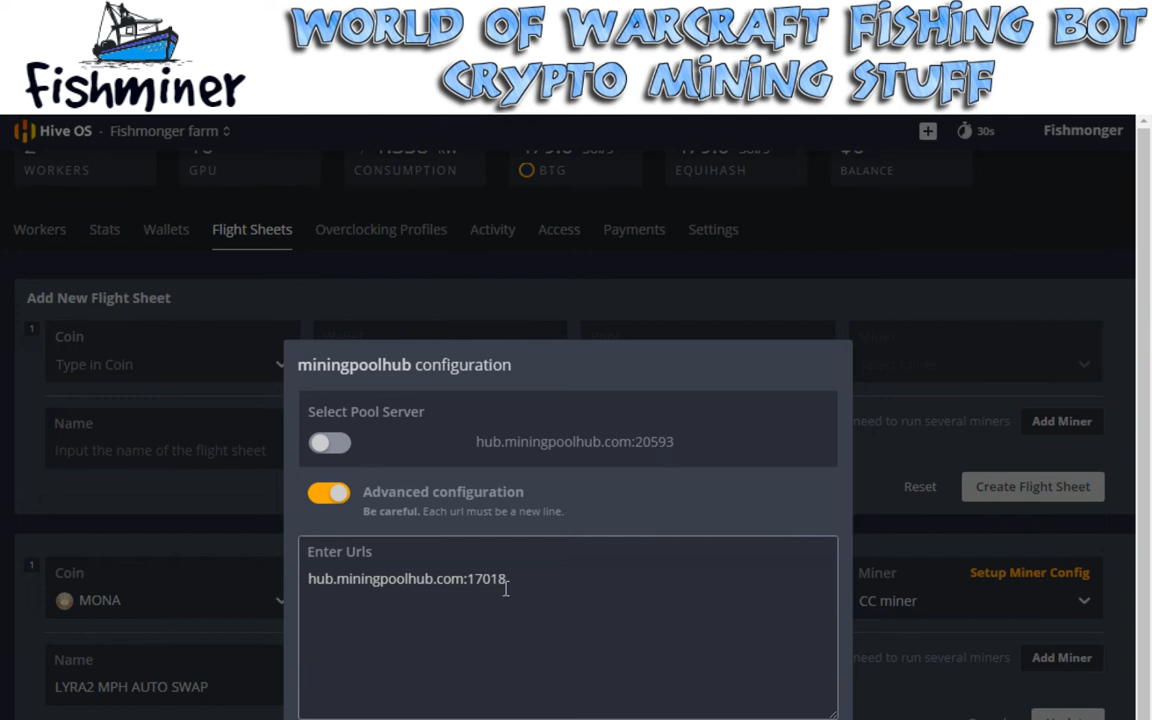 WORLD OF WARCRAFT FISHING BOT
CRYPTO MINING STUFF
Fishminer
Hive OS · Fishmonger farm
30s
Fishmonger
WORKERS
GPU
CONSUMPTION
BTG
EQUIHASH
BALANCE
Workers Stats Wallets Flight Sheets Overclocking Profiles Activity Access Payments Settings
Add New Flight Sheet
1
Coin
Type in Coin
Name
Input the name of the flight sheet
need to run several miners
Add Miner
Reset
Create Flight Sheet
miningpoolhub configuration
Select Pool Server
hub.miningpoolhub.com:20593
Advanced configuration
Be careful. Each url must be a new line.
Enter Urls
hub.miningpoolhub.com:17018
1
Coin
MONA
Miner
Setup Miner Config
CC miner
Name
LYRA2 MPH AUTO SWAP
need to run several miners
Add Miner